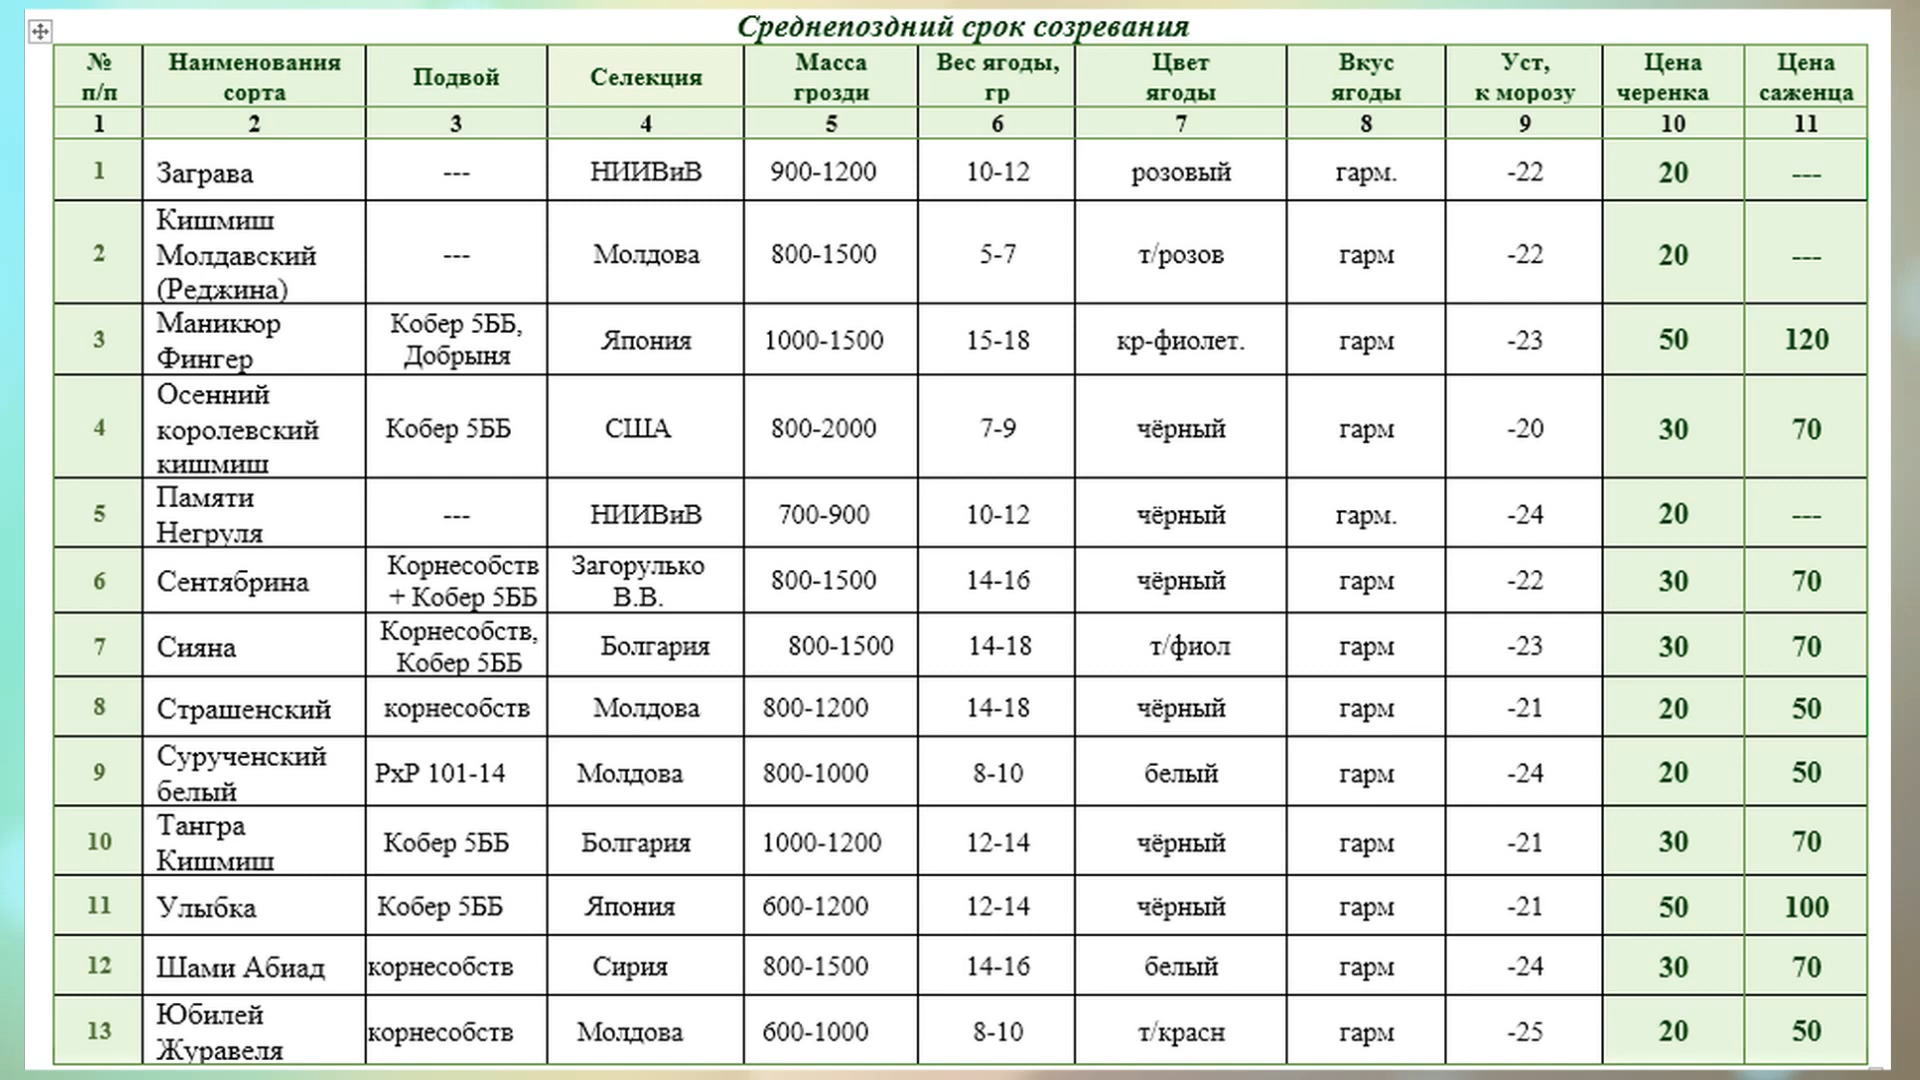 Среднепоздний срок созревания
№ п/п Наименования сорта Подвой Селекция Масса грозди Вес ягоды, гр Цвет ягоды Вкус ягоды Уст, к морозу Цена черенка Цена саженца
1 2 3 4 5 6 7 8 9 10 11
1 Заграва --- НИИВиВ 900-1200 10-12 розовый гарм. -22 20 ---
2 Кишмиш Молдавский (Реджина) --- Молдова 800-1500 5-7 т/розов гарм -22 20 ---
3 Маникюр Фингер Кобер 5ББ, Добрыня Япония 1000-1500 15-18 кр-фиолет. гарм -23 50 120
4 Осенний королевский кишмиш Кобер 5ББ США 800-2000 7-9 чёрный гарм -20 30 70
5 Памяти Негруля --- НИИВиВ 700-900 10-12 чёрный гарм. -24 20 ---
6 Сентябрина Корнесобств + Кобер 5ББ Загорулько В.В. 800-1500 14-16 чёрный гарм -22 30 70
7 Сияна Корнесобств, Кобер 5ББ Болгария 800-1500 14-18 т/фиол гарм -23 30 70
8 Страшенский корнесобств Молдова 800-1200 14-18 чёрный гарм -21 20 50
9 Сурученский белый РхР 101-14 Молдова 800-1000 8-10 белый гарм -24 20 50
10 Тангра Кишмиш Кобер 5ББ Болгария 1000-1200 12-14 чёрный гарм -21 30 70
11 Улыбка Кобер 5ББ Япония 600-1200 12-14 чёрный гарм -21 50 100
12 Шами Абиад корнесобств Сирия 800-1500 14-16 белый гарм -24 30 70
13 Юбилей Журавеля корнесобств Молдова 600-1000 8-10 т/красн гарм -25 20 50